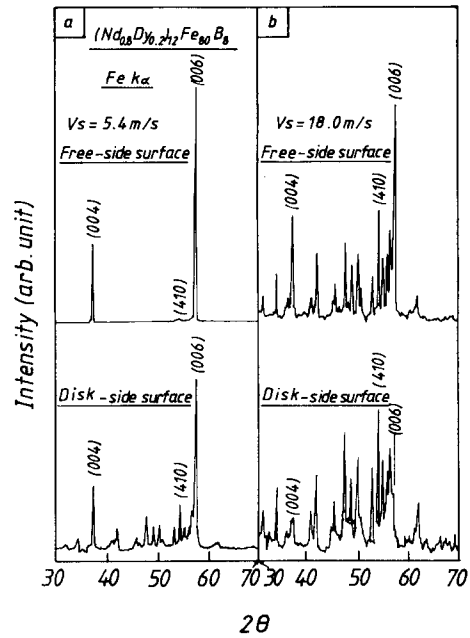 a
(Nd0.8Dy0.2)12Fe80B8
Fe kα
(006)
Vs = 5.4 m/s
Free-side surface
(004)
(410)
b
(006)
Vs = 18.0 m/s
Free-side surface
(004)
(410)
Intensity (arb. unit)
(006)
Disk-side surface
(004)
(410)
(410)
Disk-side surface
(006)
(004)
30 40 50 60 70
30 40 50 60 70
2θ